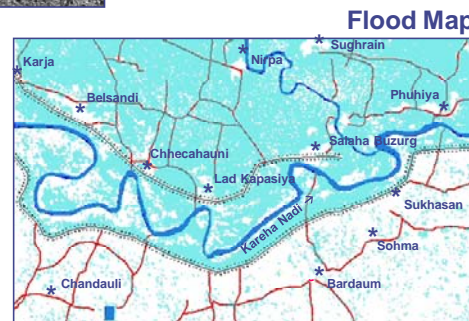 Flood Map
Sughrain
Nirpa
Karja
Phuhiya
Belsandi
Salaha Buzurg
Chhecahauni
Lad Kapasiya
Sukhasan
Kareha Nadi
Sohma
Bardaum
Chandauli